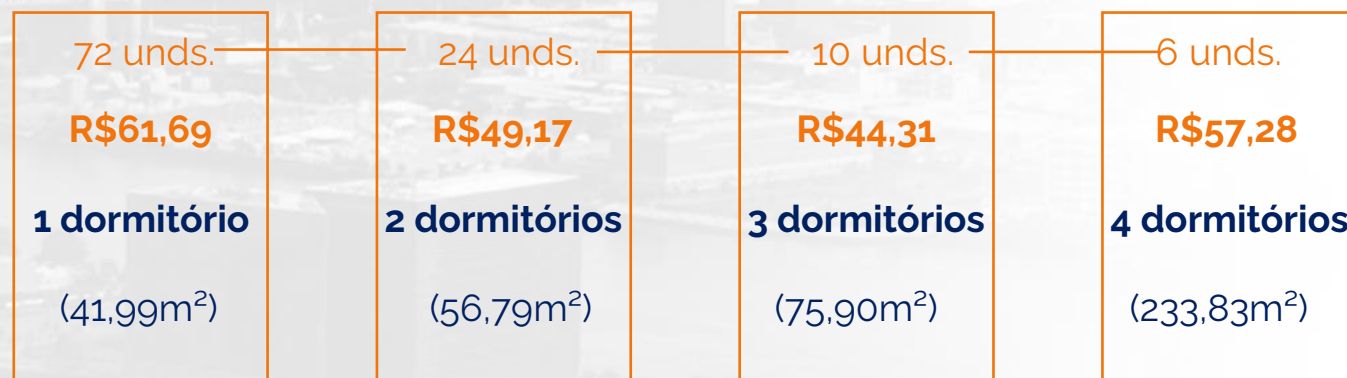 72 unds.
R$61,69
1 dormitório
(41,99m²)
24 unds.
R$49,17
2 dormitórios
(56,79m²)
10 unds.
R$44,31
3 dormitórios
(75,90m²)
6 unds.
R$57,28
4 dormitórios
(233,83m²)